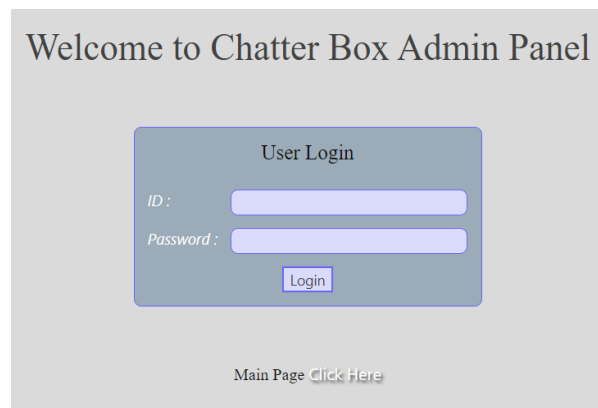 Welcome to Chatter Box Admin Panel
User Login
ID :
Password :
Login
Main Page Click Here